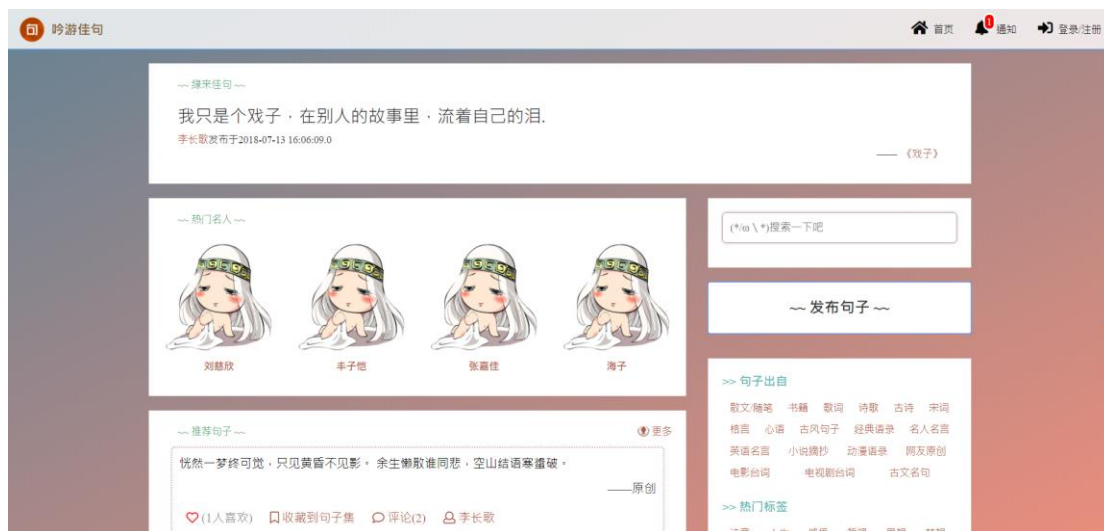 吟游佳句
首页
1
通知
登录/注册
~~ 缘来佳句 ~~
我只是个戏子，在别人的故事里，流着自己的泪.
李长歌发布于2018-07-13 16:06:09.0
—— 《戏子》
~~ 热门名人 ~~
刘慈欣 丰子恺 张嘉佳 海子
(*/ω＼*)搜索一下吧
~~ 发布句子 ~~
>> 句子出自
散文/随笔 书籍 歌词 诗歌 古诗 宋词
格言 心语 古风句子 经典语录 名人名言
英语名言 小说摘抄 动漫语录 网友原创
电影台词 电视剧台词 古文名句
>> 热门标签
~~ 推荐句子 ~~
更多
恍然一梦终可觉，只见黄昏不见影。 余生懒散谁同悲，空山结语寒蛩破。
——原创
(1人喜欢) 收藏到句子集 评论(2) 李长歌